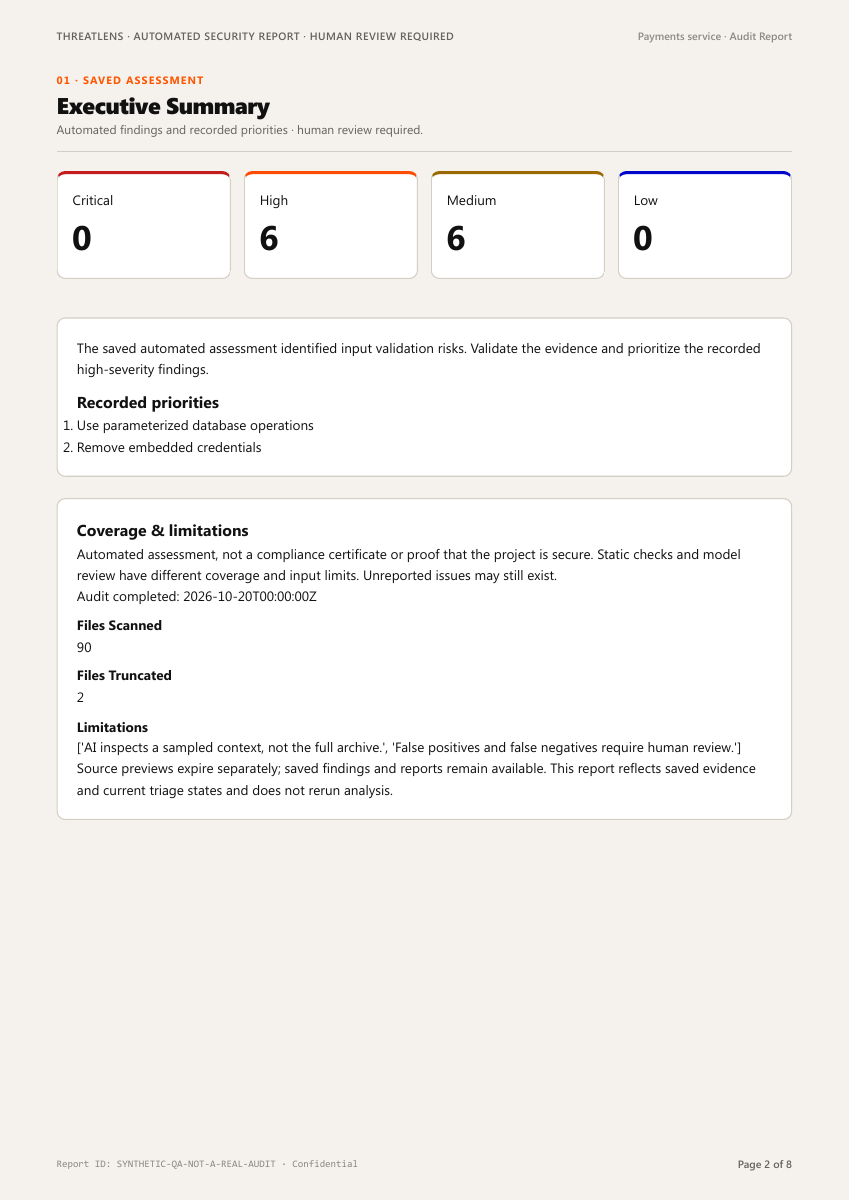 THREATLENS · AUTOMATED SECURITY REPORT · HUMAN REVIEW REQUIRED
Payments service · Audit Report
01 · SAVED ASSESSMENT
Executive Summary
Automated findings and recorded priorities · human review required.
Critical
0
High
6
Medium
6
Low
0
The saved automated assessment identified input validation risks. Validate the evidence and prioritize the recorded
high-severity findings.
Recorded priorities
1. Use parameterized database operations
2. Remove embedded credentials
Coverage & limitations
Automated assessment, not a compliance certificate or proof that the project is secure. Static checks and model
review have different coverage and input limits. Unreported issues may still exist.
Audit completed: 2026-10-20T00:00:00Z
Files Scanned
90
Files Truncated
2
Limitations
['AI inspects a sampled context, not the full archive.', 'False positives and false negatives require human review.']
Source previews expire separately; saved findings and reports remain available. This report reflects saved evidence
and current triage states and does not rerun analysis.
Report ID: SYNTHETIC-QA-NOT-A-REAL-AUDIT · Confidential
Page 2 of 8